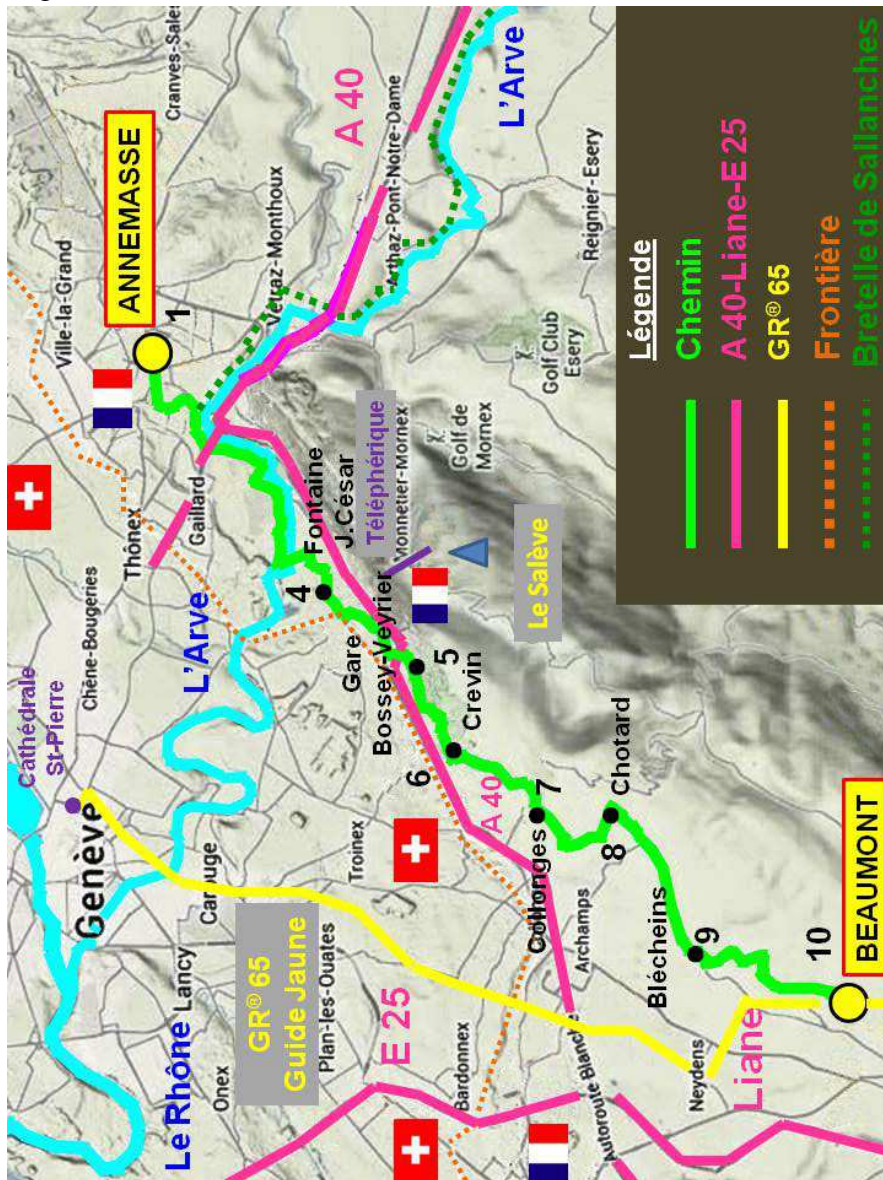 Cranves-Sales
Ville-la-Grand
ANNEMASSE
1
Vétraz-Monthoux
A 40
L'Arve
Arthaz-Pont-Notre-Dame
Reignier-Esery
Thônex
Gaillard
Chêne-Bougeries
Cathédrale
St-Pierre
Genève
L'Arve
4
Fontaine
J.César
Téléphérique
Monnetier-Mornex
Golf de
Mornex
Golf Club
Esery
Gare
Bossey-Veyrier
5
Le Salève
Carouge
Troinex
6
Crevin
A 40
Le Rhône
Lancy
Onex
GR® 65
Guide Jaune
Plan-les-Ouates
E 25
Bardonnex
Collonges
7
Archamps
8
Chotard
Autoroute Blanche
Blécheins
9
Neydens
Liane
10
BEAUMONT
Légende
Chemin
A 40-Liane-E 25
GR® 65
Frontière
Bretelle de Sallanches